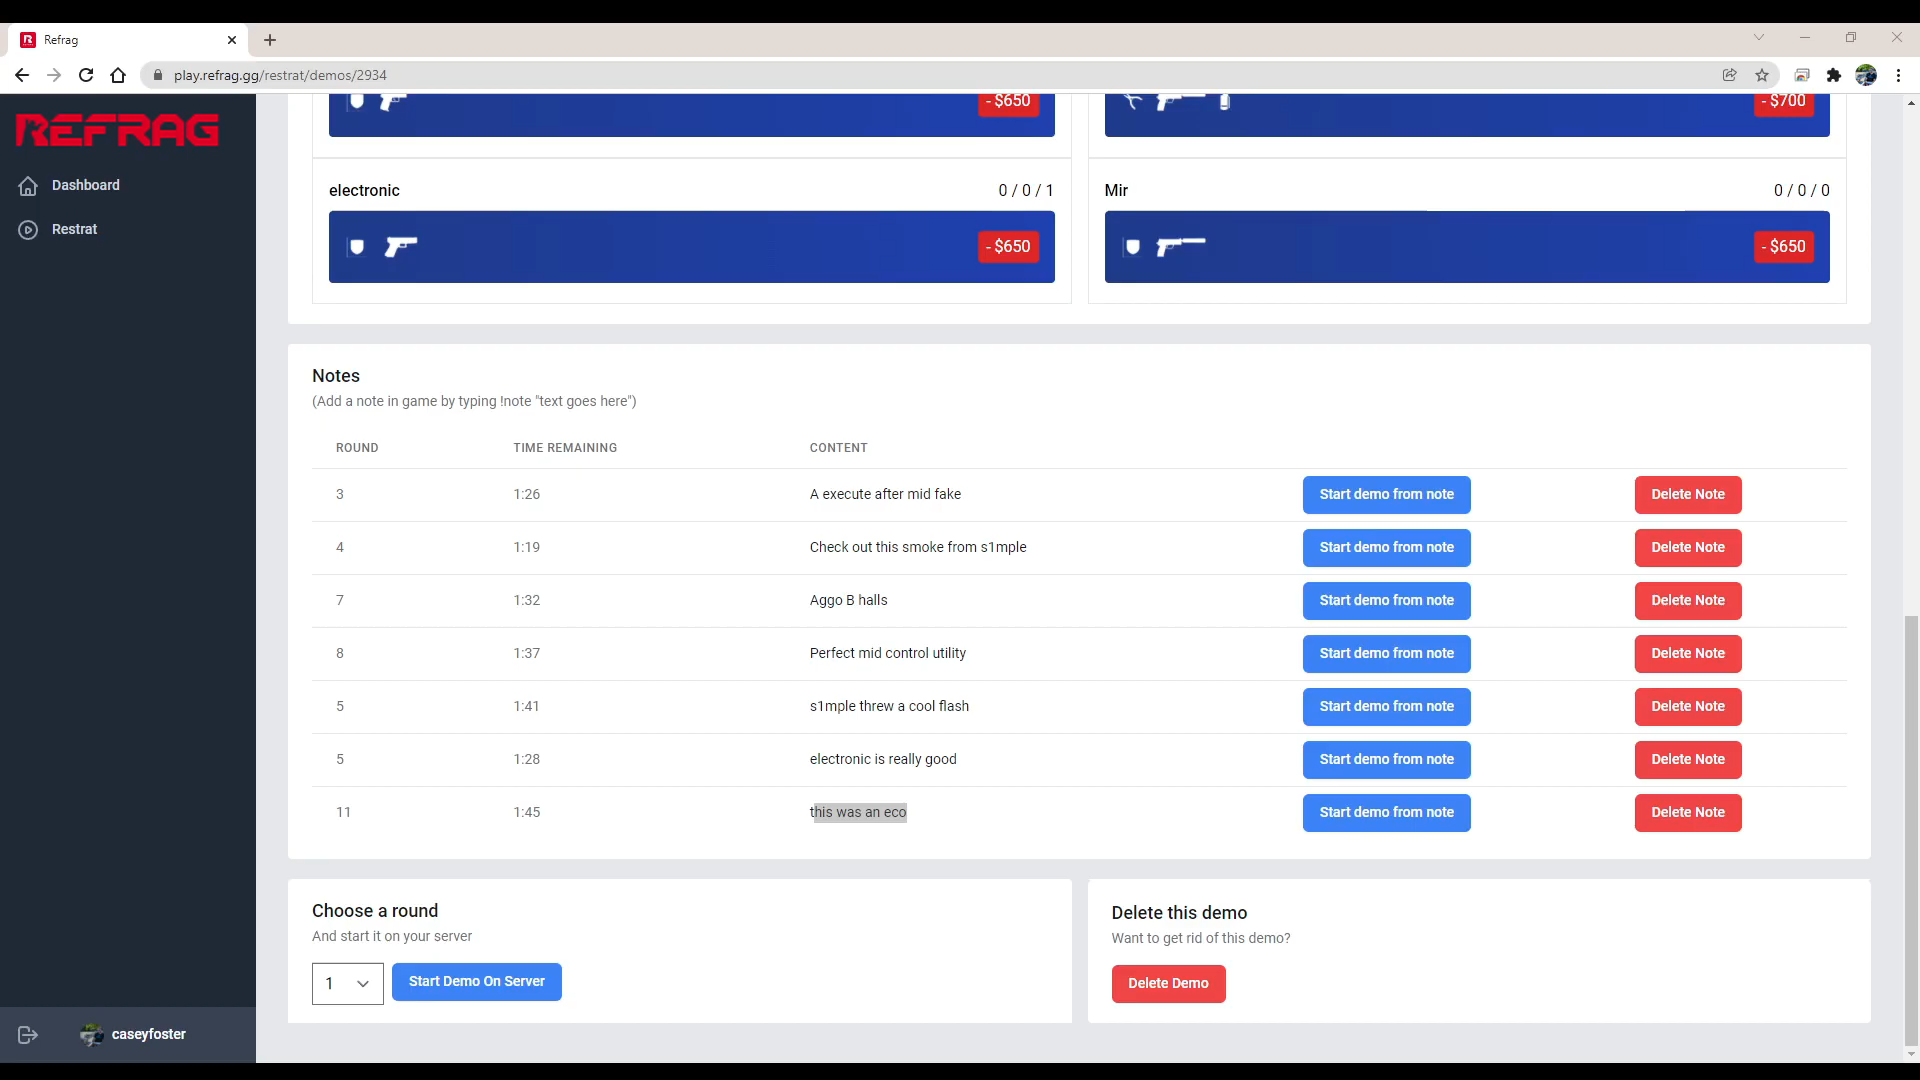 Refrag
play.refrag.gg/restrat/demos/2934
REFRAG
Dashboard
Restrat
- $650
- $700
electronic 0 / 0 / 1
- $650
Mir 0 / 0 / 0
- $650
Notes
(Add a note in game by typing !note "text goes here")
ROUND TIME REMAINING CONTENT
3 1:26 A execute after mid fake Start demo from note Delete Note
4 1:19 Check out this smoke from s1mple Start demo from note Delete Note
7 1:32 Aggo B halls Start demo from note Delete Note
8 1:37 Perfect mid control utility Start demo from note Delete Note
5 1:41 s1mple threw a cool flash Start demo from note Delete Note
5 1:28 electronic is really good Start demo from note Delete Note
11 1:45 this was an eco Start demo from note Delete Note
Choose a round
And start it on your server
1 Start Demo On Server
Delete this demo
Want to get rid of this demo?
Delete Demo
caseyfoster